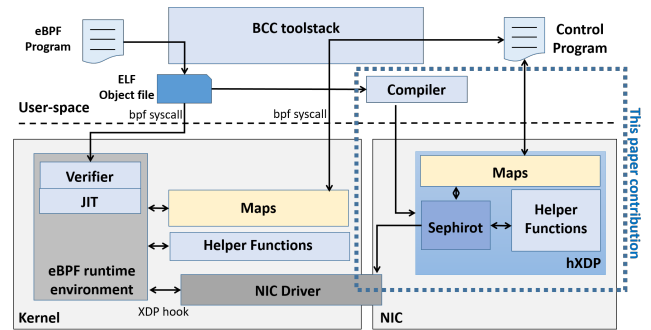 eBPF
Program
BCC toolstack
Control
Program
ELF
Object file
Compiler
User-space
bpf syscall
bpf syscall
This paper contribution
Verifier
JIT
Maps
Helper Functions
eBPF runtime
environment
NIC Driver
XDP hook
Kernel
Maps
Sephirot
Helper
Functions
hXDP
NIC